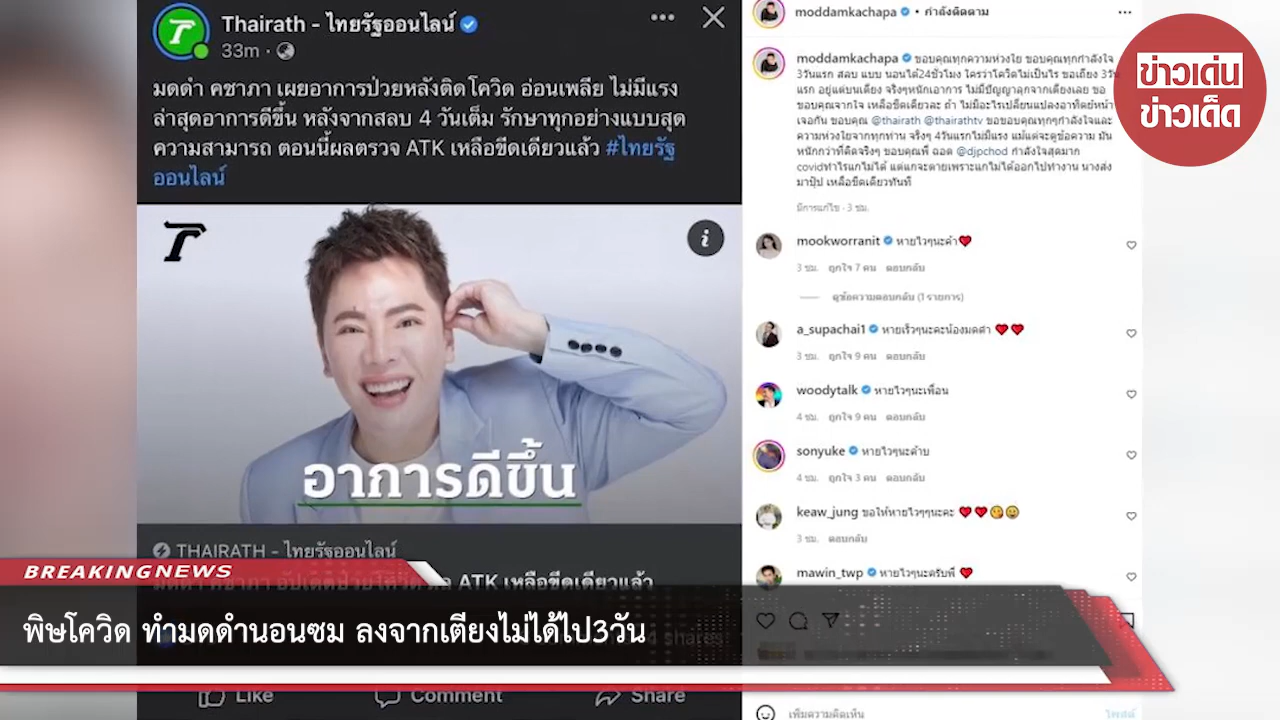 Thairath - ไทยรัฐออนไลน์
33m ·
มดดำ คชาภา เผยอาการป่วยหลังติดโควิด อ่อนเพลีย ไม่มีแรง
ล่าสุดอาการดีขึ้น หลังจากสลบ 4 วันเต็ม รักษาทุกอย่างแบบสุด
ความสามารถ ตอนนี้ตรวจ ATK เหลือขีดเดียวแล้ว #ไทยรัฐ
ออนไลน์
อาการดีขึ้น
THAIRATH - ไทยรัฐออนไลน์
ATK เหลือขีดเดียวแล้ว
Like
Comment
Share
moddamkachapa • กำลังติดตาม
moddamkachapa ขอบคุณทุกความห่วงใย ขอบคุณทุกกำลังใจ
3วันแรก สลบ แบบ นอนได้24ชั่วโมง ใครว่าโควิดไม่เป็นไร ขอเถียง 3วัน
แรก อยู่แต่บนเตียง จริงๆหนักเอาการ ไม่มีปัญญาลุกจากเตียงเลย ขอ
ขอบคุณจากใจ เหลือขีดเดียวละ ถ้า ไม่มีอะไรเปลี่ยนแปลงอาทิตย์หน้า
เจอกัน ขอบคุณ @thairath @thairathtv ขอขอบคุณทุกๆกำลังใจและ
ความห่วงใยจากทุกท่าน จริงๆ 4วันแรกไม่มีแรง แม้แต่จะดูข้อความ มัน
หนักกว่าที่คิดจริงๆ ขอบคุณพี่ ฉอด @djpchod กำลังใจสุดมาก
covidทำไรแกไม่ได้ แต่แกจะตายเพราะแกไม่ได้ออกไปทำงาน นางส่ง
มาปุ๊ป เหลือขีดเดียวทันที
มีการแก้ไข · 3 ชม.
mookworranit หายไวๆนะคำ❤️
3 ชม. ถูกใจ 7 คน ตอบกลับ
ดูข้อความตอบกลับ (1 รายการ)
a_supachai1 หายเร็วๆนะคะน้องมดดำ ❤️❤️
3 ชม. ถูกใจ 9 คน ตอบกลับ
woodytalk หายไวๆนะเพื่อน
4 ชม. ถูกใจ 9 คน ตอบกลับ
sonyuke หายไวๆนะค้าบ
4 ชม. ถูกใจ 3 คน ตอบกลับ
keaw_jung ขอให้หายไวๆๆนะคะ ❤️❤️😋😀
3 ชม. ตอบกลับ
mawin_twp หายไวๆนะครับพี่ ❤️
เพิ่มความคิดเห็น
โพสต์
ข่าวเด่น
ข่าวเด็ด
BREAKING NEWS
พิษโควิด ทำมดดำนอนซม ลงจากเตียงไม่ได้ไป3วัน